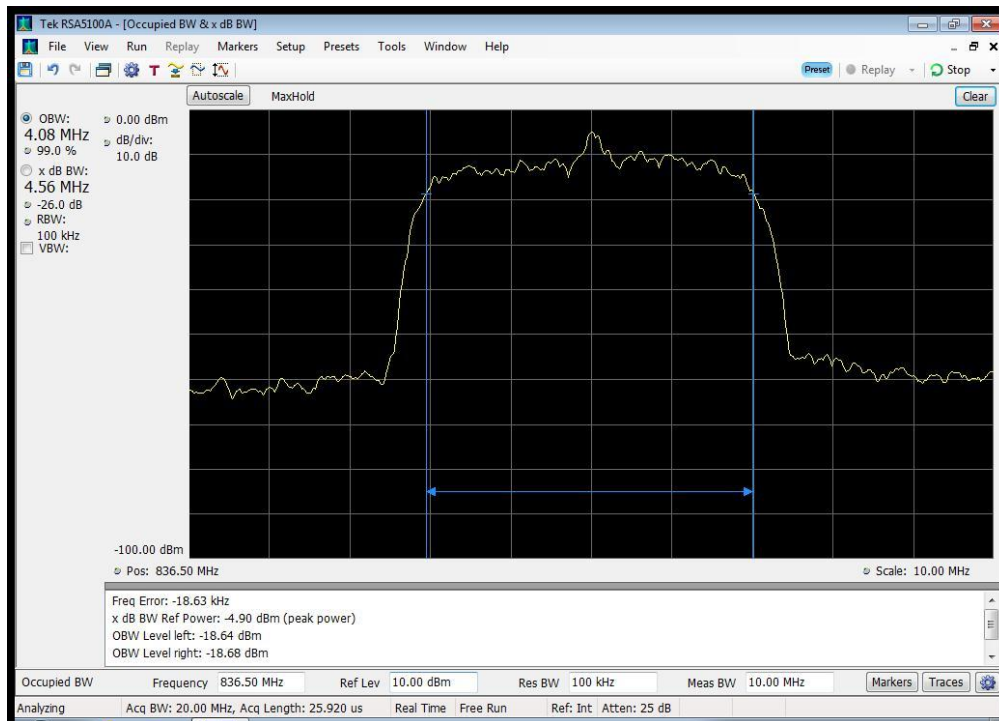 Tek RSA5100A - [Occupied BW & x dB BW]
File View Run Replay Markers Setup Presets Tools Window Help
T Preset Replay Stop
Autoscale MaxHold Clear
OBW:
4.08 MHz
99.0 %
x dB BW:
4.56 MHz
-26.0 dB
RBW:
100 kHz
VBW:
0.00 dBm
dB/div:
10.0 dB
-100.00 dBm
Pos: 836.50 MHz Scale: 10.00 MHz
Freq Error: -18.63 kHz
x dB BW Ref Power: -4.90 dBm (peak power)
OBW Level left: -18.64 dBm
OBW Level right: -18.68 dBm
Occupied BW Frequency 836.50 MHz Ref Lev 10.00 dBm Res BW 100 kHz Meas BW 10.00 MHz Markers Traces
Analyzing Acq BW: 20.00 MHz, Acq Length: 25.920 us Real Time Free Run Ref: Int Atten: 25 dB